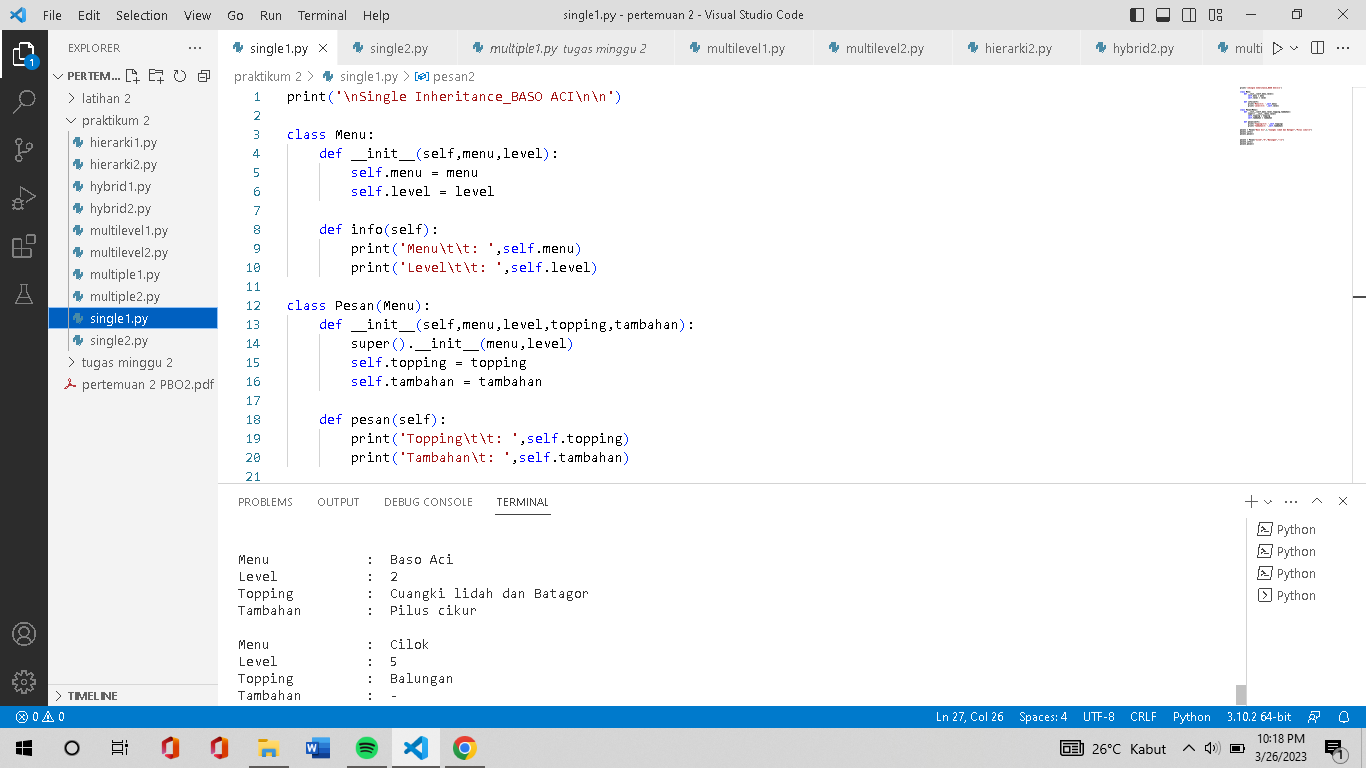 File Edit Selection View Go Run Terminal Help single1.py - pertemuan 2 - Visual Studio Code
EXPLORER
1
PERTEM...
latihan 2
praktikum 2
hierarki1.py
hierarki2.py
hybrid1.py
hybrid2.py
multilevel1.py
multilevel2.py
multiple1.py
multiple2.py
single1.py
single2.py
tugas minggu 2
pertemuan 2 PBO2.pdf
TIMELINE
single1.py single2.py multiple1.py tugas minggu 2 multilevel1.py multilevel2.py hierarki2.py hybrid2.py multi
praktikum 2 > single1.py > pesan2
1 print('\nSingle Inheritance_BASO ACI\n\n')
2
3 class Menu:
4 def __init__(self,menu,level):
5 self.menu = menu
6 self.level = level
7
8 def info(self):
9 print('Menu\t\t: ',self.menu)
10 print('Level\t\t: ',self.level)
11
12 class Pesan(Menu):
13 def __init__(self,menu,level,topping,tambahan):
14 super().__init__(menu,level)
15 self.topping = topping
16 self.tambahan = tambahan
17
18 def pesan(self):
19 print('Topping\t\t: ',self.topping)
20 print('Tambahan\t: ',self.tambahan)
21
PROBLEMS OUTPUT DEBUG CONSOLE TERMINAL
Menu : Baso Aci
Level : 2
Topping : Cuangki lidah dan Batagor
Tambahan : Pilus cikur
Menu : Cilok
Level : 5
Topping : Balungan
Tambahan : -
Python
Python
Python
Python
0 0 Ln 27, Col 26 Spaces: 4 UTF-8 CRLF Python 3.10.2 64-bit
26°C Kabut 10:18 PM
3/26/2023
1